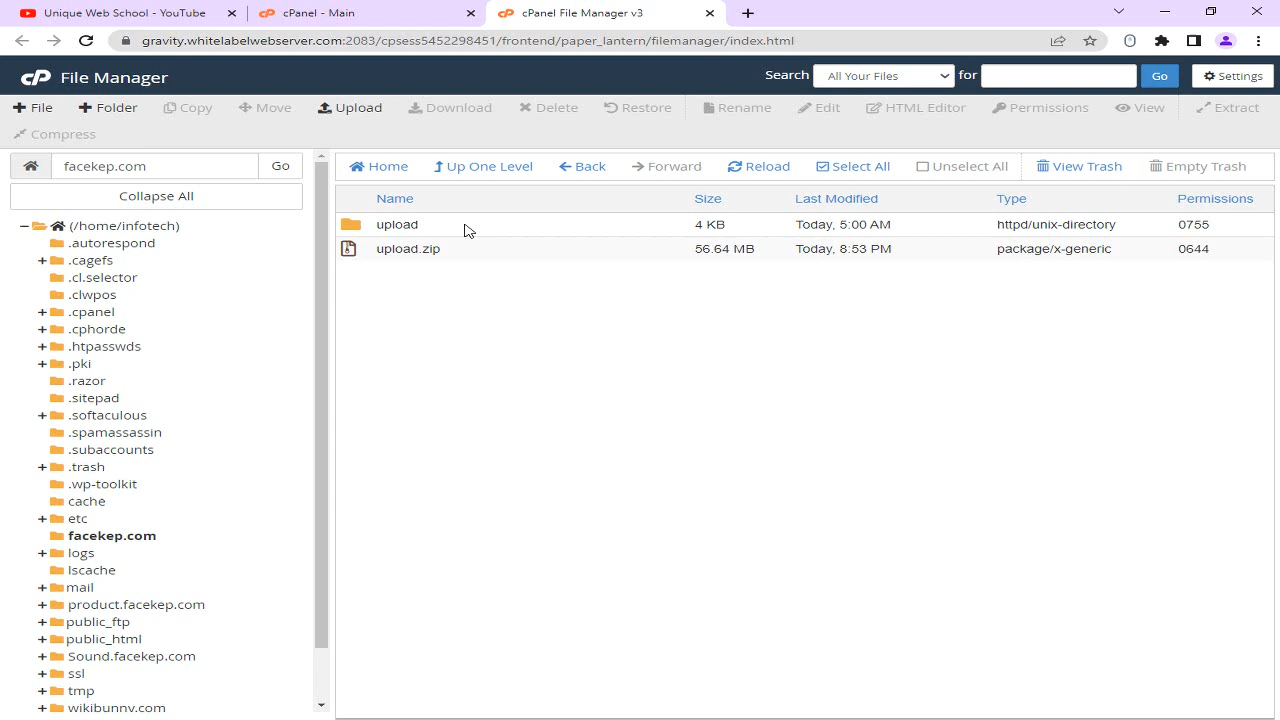 Unique Web School - YouTube
cPanel - Main
cPanel File Manager v3
gravity.whitelabelwebserver.com:2083/cpsess5452298451/frontend/paper_lantern/filemanager/index.html
cP File Manager
Search All Your Files for Go Settings
+ File + Folder Copy Move Upload Download Delete Restore Rename Edit HTML Editor Permissions View Extract
Compress
facekep.com Go
Collapse All
(/home/infotech)
.autorespond
.cagefs
.cl.selector
.clwpos
.cpanel
.cphorde
.htpasswds
.pki
.razor
.sitepad
.softaculous
.spamassassin
.subaccounts
.trash
.wp-toolkit
cache
etc
facekep.com
logs
lscache
mail
product.facekep.com
public_ftp
public_html
Sound.facekep.com
ssl
tmp
wikibunny.com
Home Up One Level Back Forward Reload Select All Unselect All View Trash Empty Trash
Name Size Last Modified Type Permissions
upload 4 KB Today, 5:00 AM httpd/unix-directory 0755
upload.zip 56.64 MB Today, 8:53 PM package/x-generic 0644